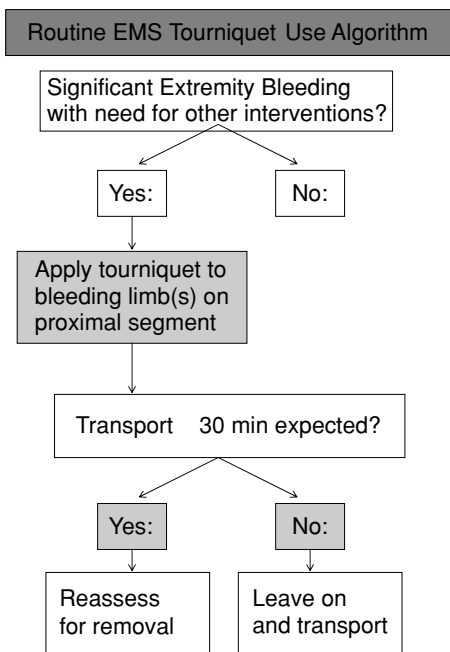 Routine EMS Tourniquet Use Algorithm
Significant Extremity Bleeding
with need for other interventions?
Yes:
No:
Apply tourniquet to
bleeding limb(s) on
proximal segment
Transport 30 min expected?
Yes:
No:
Reassess
for removal
Leave on
and transport